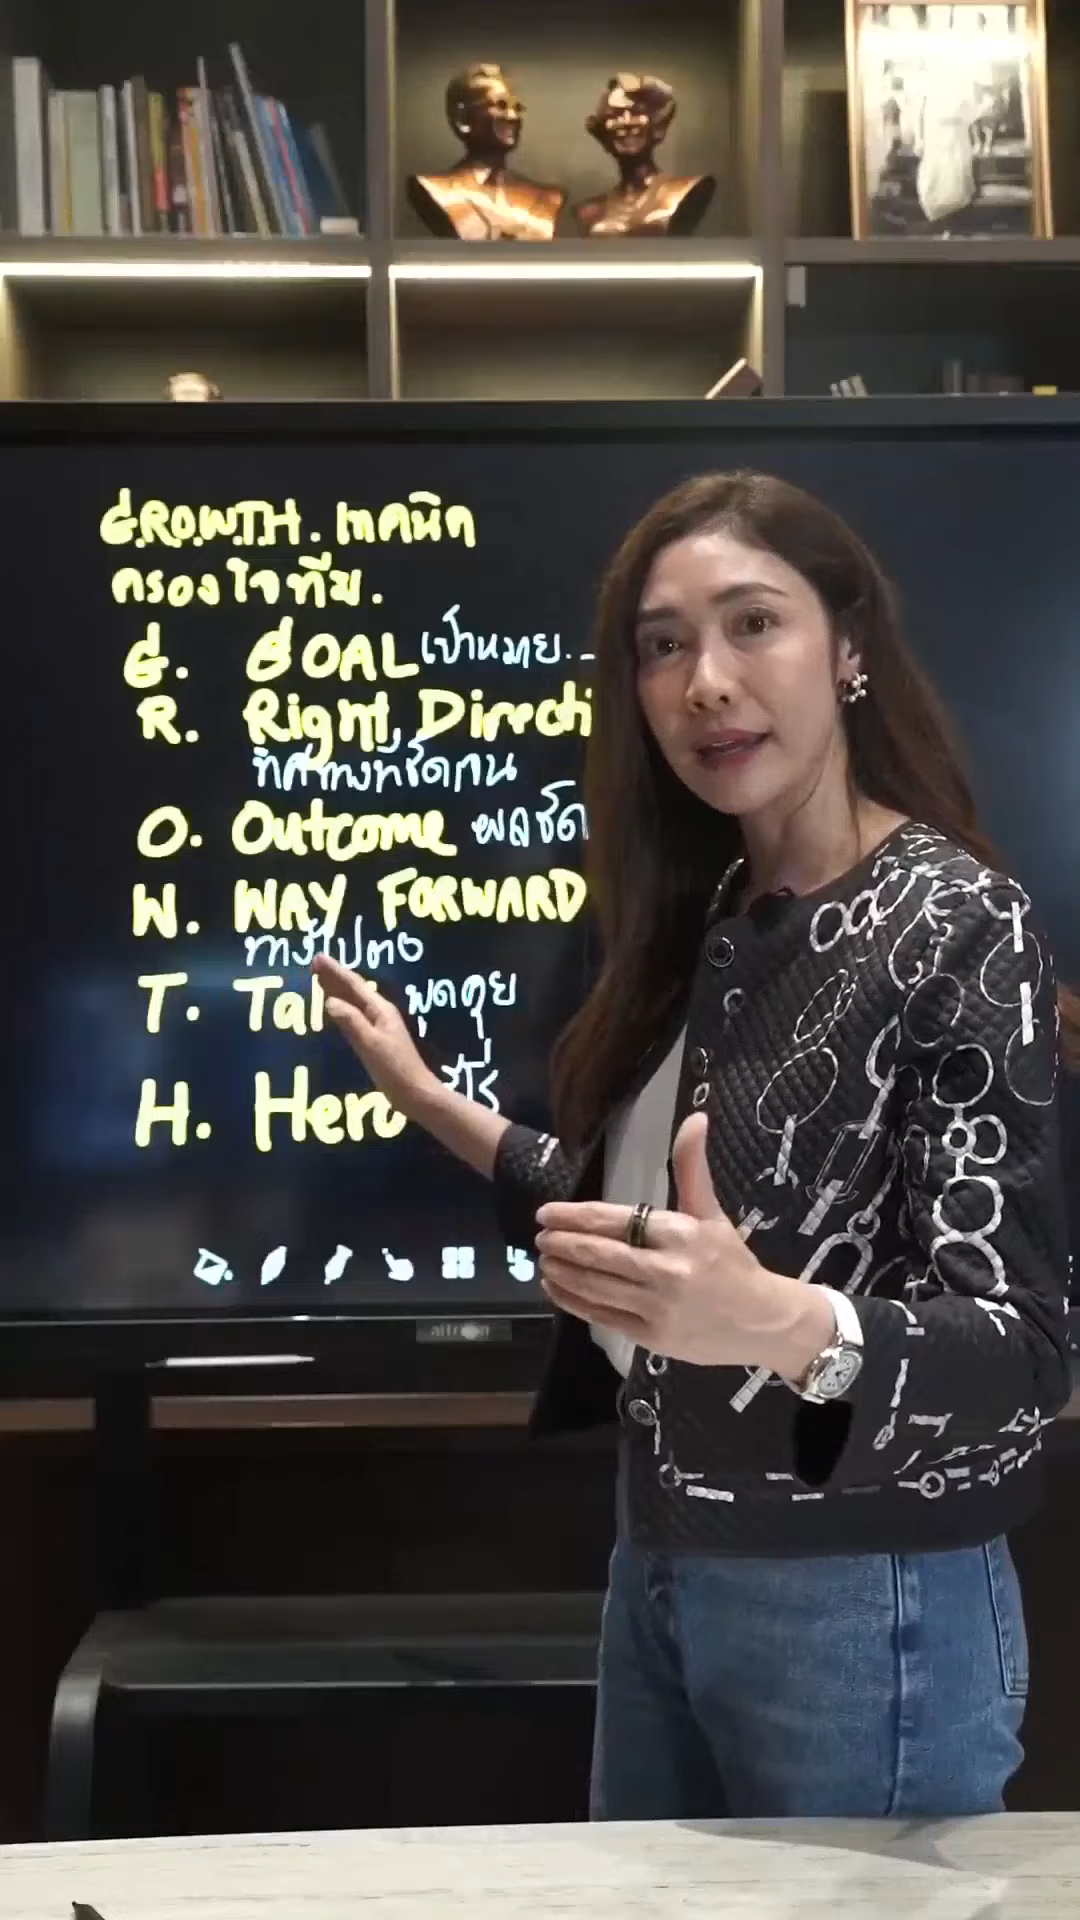 G.R.O.W.T.H. เทคนิค
ครองใจทีม.
G. GOAL เป้าหมาย..
R. Right Directi
ทิศทางที่ชัดเจน
O. Outcome ผลชัด
W. WAY FORWARD
ทางไปต่อ
T. พูดคุย
H. Hero